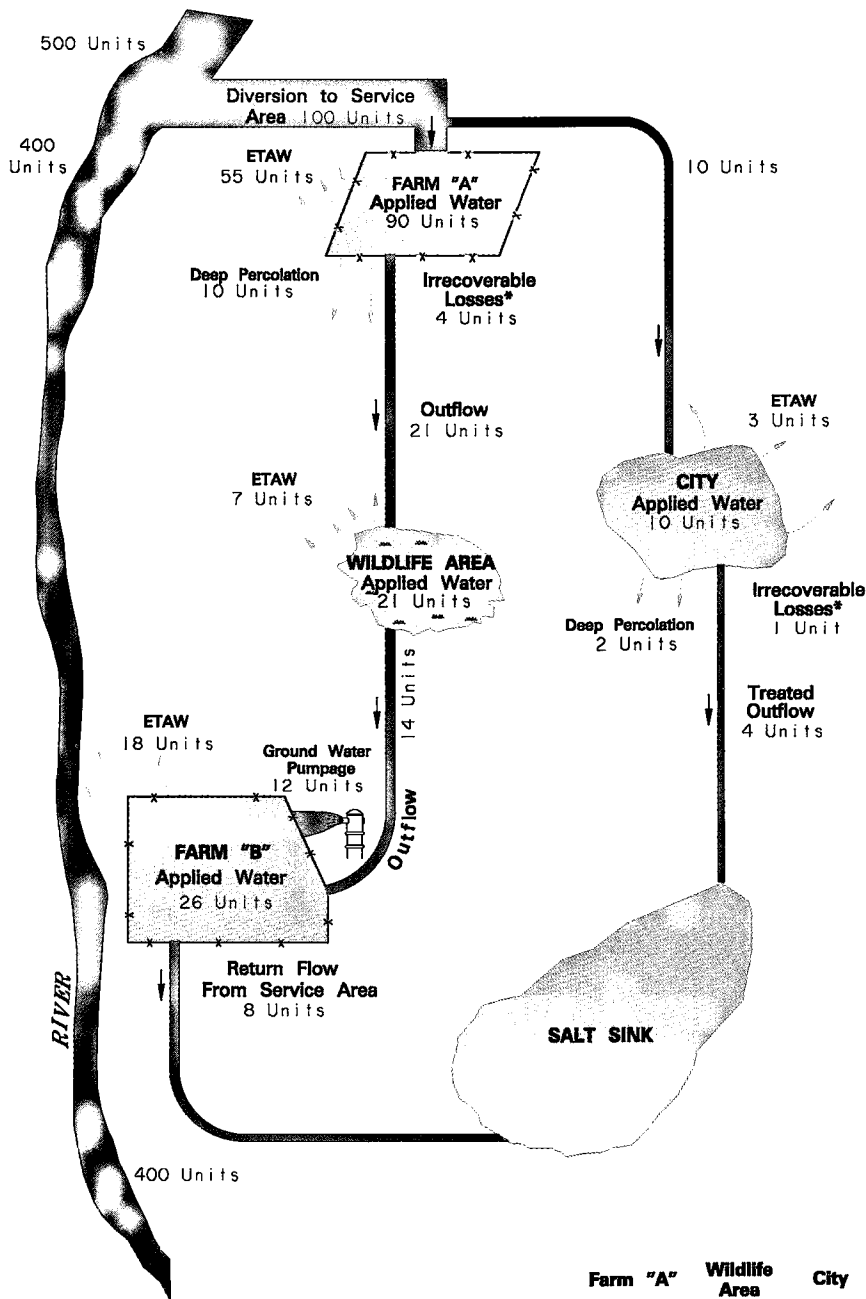 500 Units
Diversion to Service
Area 100 Units
400
Units
ETAW
55 Units
FARM "A"
Applied Water
90 Units
10 Units
Deep Percolation
10 Units
Irrecoverable
Losses*
4 Units
Outflow
21 Units
ETAW
3 Units
ETAW
7 Units
CITY
Applied Water
10 Units
WILDLIFE AREA
Applied Water
21 Units
Irrecoverable
Losses*
1 Unit
Deep Percolation
2 Units
14 Units
Outflow
Treated
Outflow
4 Units
ETAW
18 Units
Ground Water
Pumpage
12 Units
FARM "B"
Applied Water
26 Units
Return Flow
From Service Area
8 Units
RIVER
SALT SINK
400 Units
Farm "A" Wildlife Area City